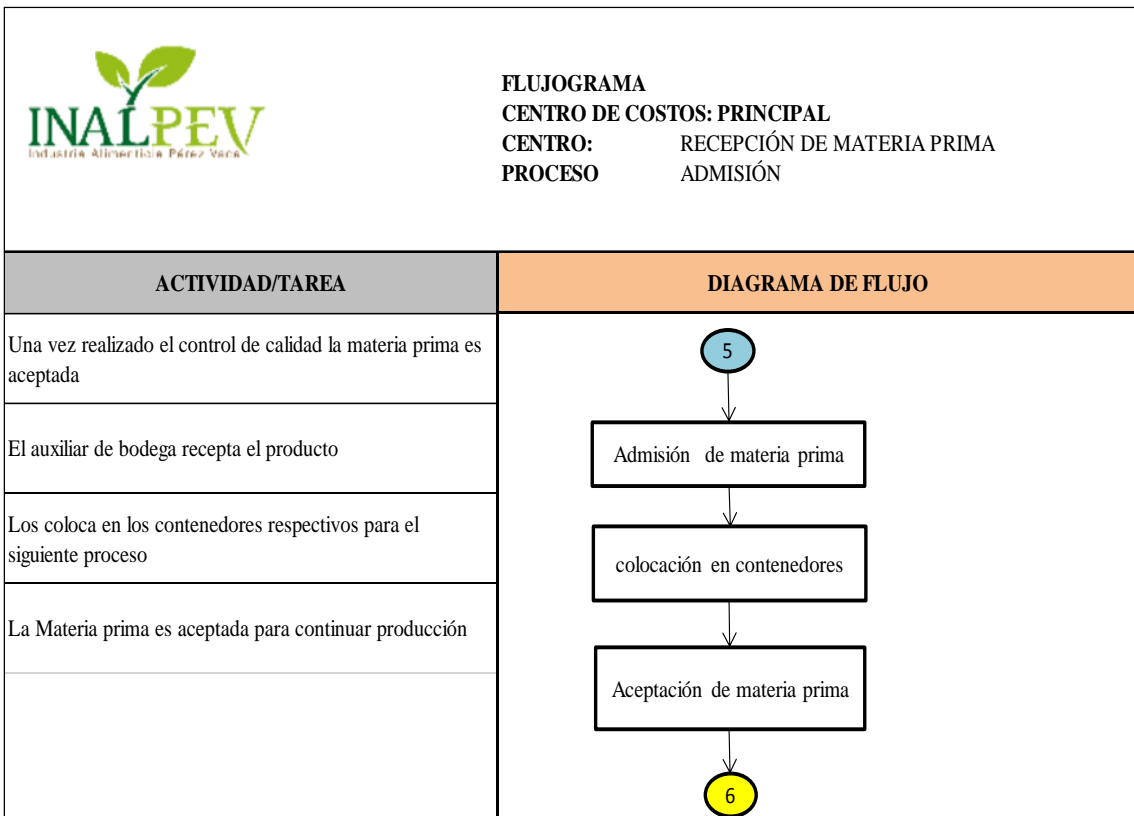 INALPEV
Industria Alimenticia Pérez Vaca
FLUJOGRAMA
CENTRO DE COSTOS: PRINCIPAL
CENTRO: RECEPCIÓN DE MATERIA PRIMA
PROCESO ADMISIÓN
ACTIVIDAD/TAREA
DIAGRAMA DE FLUJO
Una vez realizado el control de calidad la materia prima es
aceptada
El auxiliar de bodega recepta el producto
Los coloca en los contenedores respectivos para el
siguiente proceso
La Materia prima es aceptada para continuar producción
5
Admisión de materia prima
colocación en contenedores
Aceptación de materia prima
6